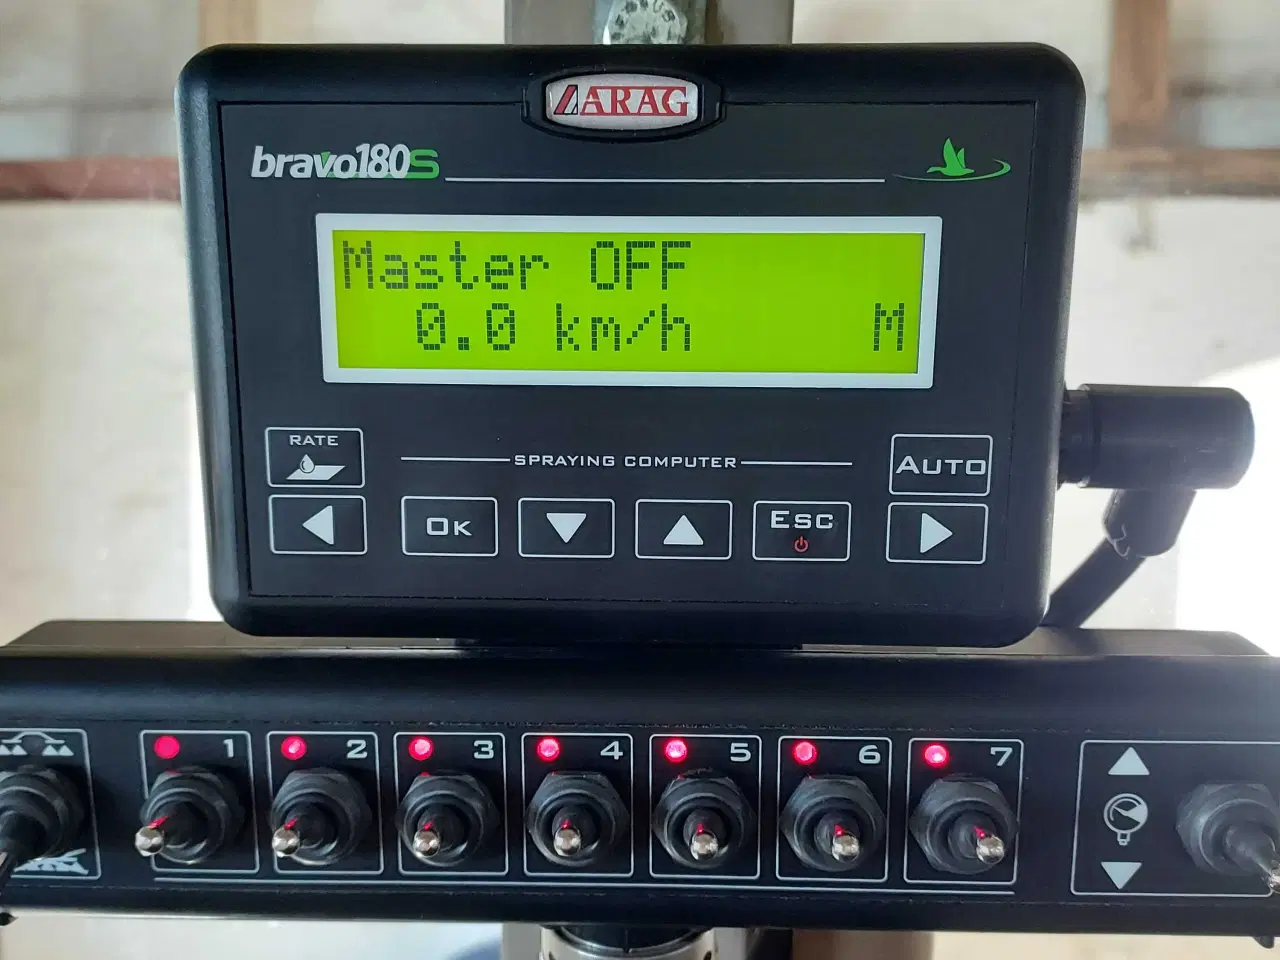 ARAG
bravo180S
Master OFF
0.0 km/h M
RATE
SPRAYING COMPUTER
AUTO
OK
ESC
1 2 3 4 5 6 7